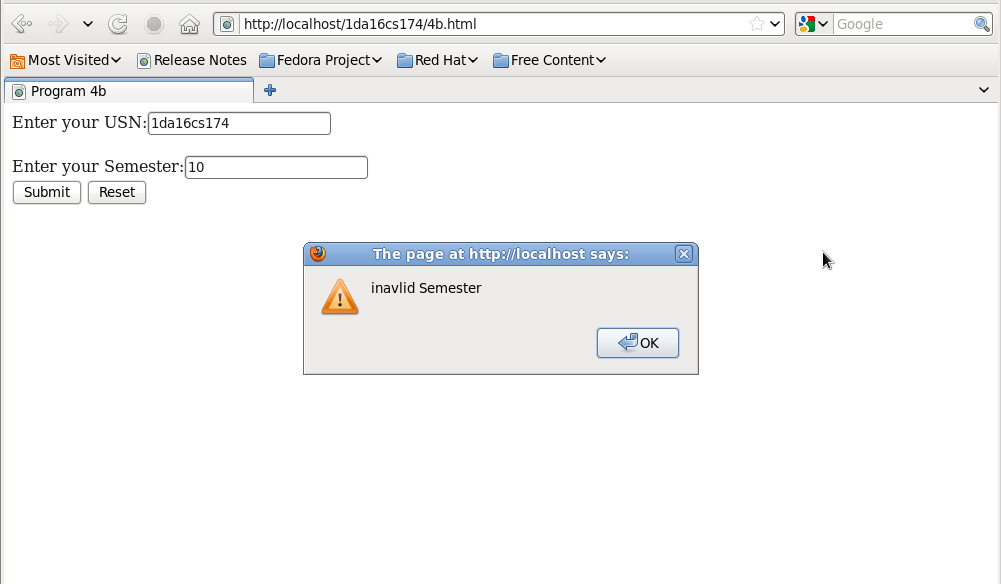 http://localhost/1da16cs174/4b.html
Google
Most Visited Release Notes Fedora Project Red Hat Free Content
Program 4b
Enter your USN: 1da16cs174
Enter your Semester: 10
Submit Reset
The page at http://localhost says:
inavlid Semester
OK